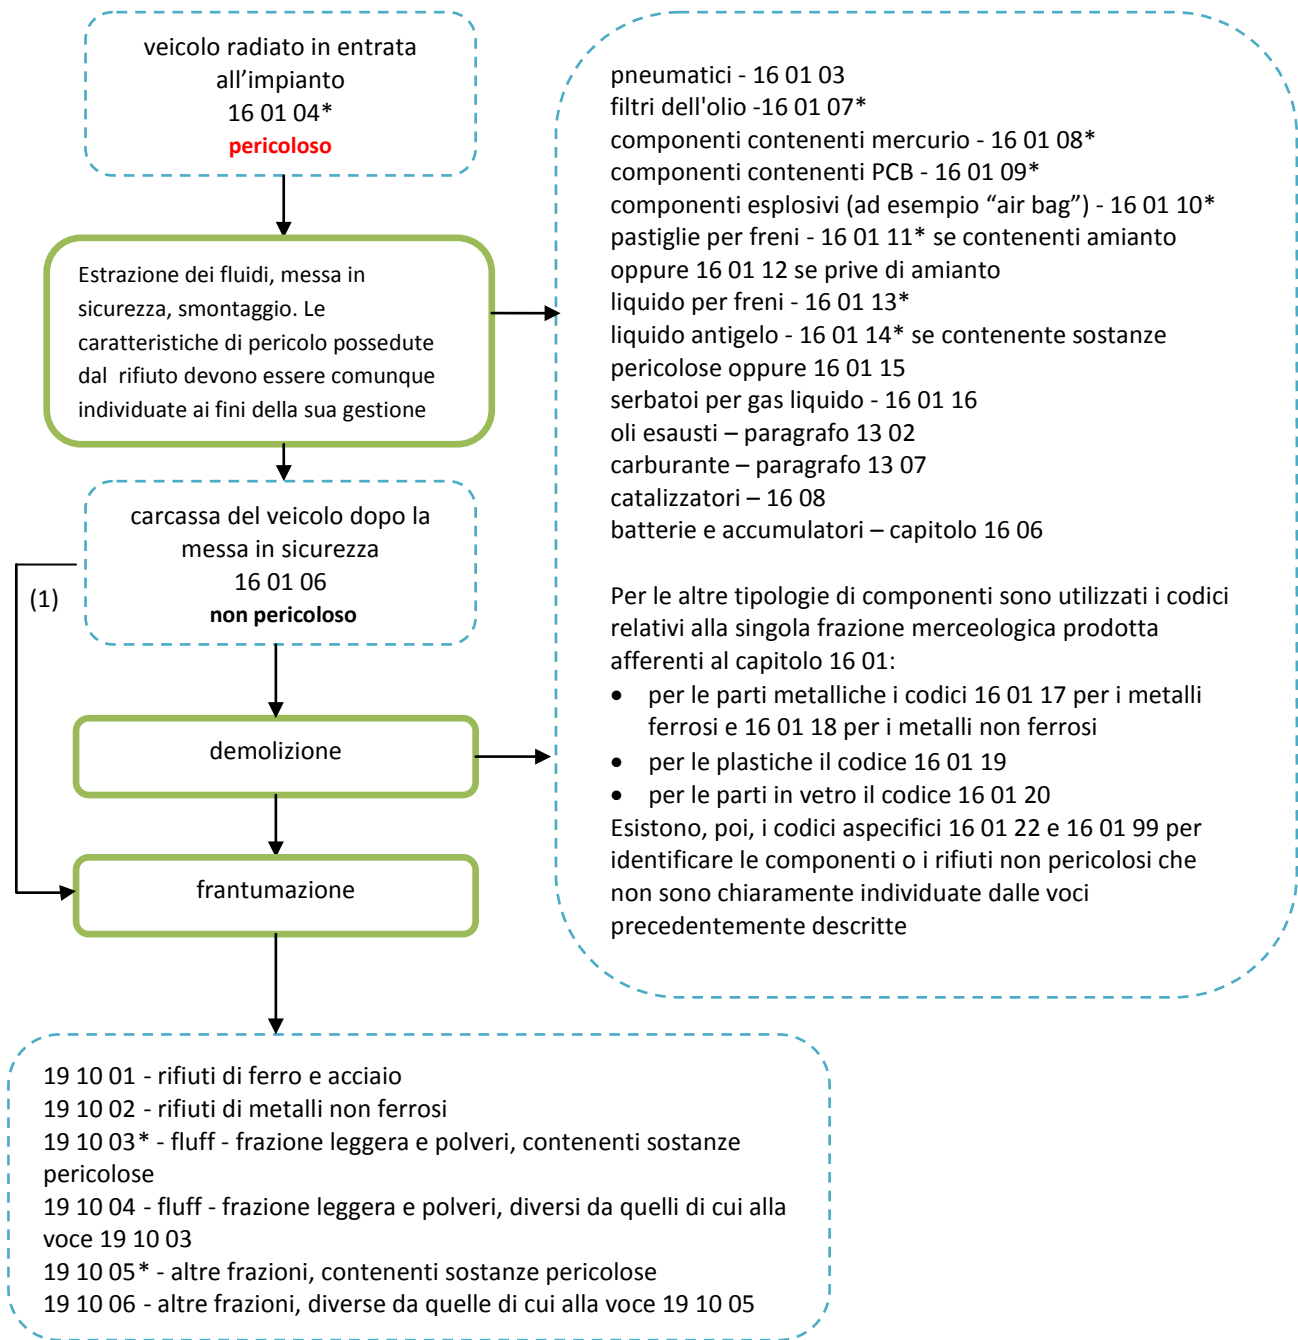 veicolo radiato in entrata
all’impianto
16 01 04*
pericoloso
Estrazione dei fluidi, messa in
sicurezza, smontaggio. Le
caratteristiche di pericolo possedute
dal rifiuto devono essere comunque
individuate ai fini della sua gestione
carcassa del veicolo dopo la
messa in sicurezza
16 01 06
non pericoloso
(1)
demolizione
frantumazione
pneumatici - 16 01 03
filtri dell'olio -16 01 07*
componenti contenenti mercurio - 16 01 08*
componenti contenenti PCB - 16 01 09*
componenti esplosivi (ad esempio “air bag”) - 16 01 10*
pastiglie per freni - 16 01 11* se contenenti amianto
oppure 16 01 12 se prive di amianto
liquido per freni - 16 01 13*
liquido antigelo - 16 01 14* se contenente sostanze
pericolose oppure 16 01 15
serbatoi per gas liquido - 16 01 16
oli esausti – paragrafo 13 02
carburante – paragrafo 13 07
catalizzatori – 16 08
batterie e accumulatori – capitolo 16 06
Per le altre tipologie di componenti sono utilizzati i codici
relativi alla singola frazione merceologica prodotta
afferenti al capitolo 16 01:
• per le parti metalliche i codici 16 01 17 per i metalli
ferrosi e 16 01 18 per i metalli non ferrosi
• per le plastiche il codice 16 01 19
• per le parti in vetro il codice 16 01 20
Esistono, poi, i codici aspecifici 16 01 22 e 16 01 99 per
identificare le componenti o i rifiuti non pericolosi che
non sono chiaramente individuate dalle voci
precedentemente descritte
19 10 01 - rifiuti di ferro e acciaio
19 10 02 - rifiuti di metalli non ferrosi
19 10 03* - fluff - frazione leggera e polveri, contenenti sostanze
pericolose
19 10 04 - fluff - frazione leggera e polveri, diversi da quelli di cui alla
voce 19 10 03
19 10 05* - altre frazioni, contenenti sostanze pericolose
19 10 06 - altre frazioni, diverse da quelle di cui alla voce 19 10 05